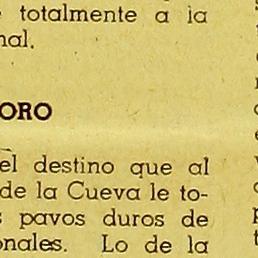 totalmente a la
nal.
ORO
el destino que al
de la Cueva le to-
s pavos duros de
onales. Lo de la